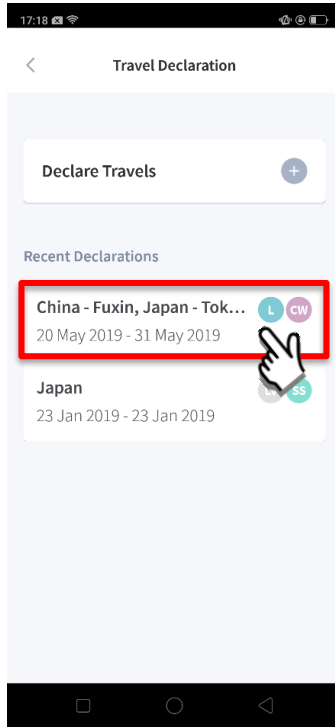 17:18
Travel Declaration
Declare Travels
Recent Declarations
China - Fuxin, Japan - Tok...
L CW
20 May 2019 - 31 May 2019
Japan
SS
23 Jan 2019 - 23 Jan 2019